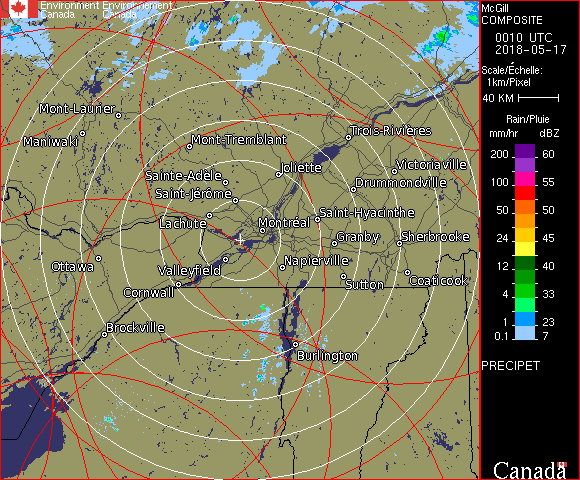 Environment Environnement
Canada Canada
McGill
COMPOSITE
0010 UTC
2018-05-17
Scale/Échelle:
1km/Pixel
40 KM
Rain/Pluie
mm/hr dBZ
200 60
100 55
50 50
24 45
12 40
4 33
1 23
0.1 7
PRECIPET
Mont-Laurier
Maniwaki
Mont-Tremblant
Trois-Rivières
Sainte-Adèle
Joliette
Victoriaville
Saint-Jérôme
Drummondville
Lachute
Montréal
Saint-Hyacinthe
Granby
Sherbrooke
Ottawa
Valleyfield
Napierville
Cornwall
Sutton
Coaticook
Brockville
Burlington
Canada